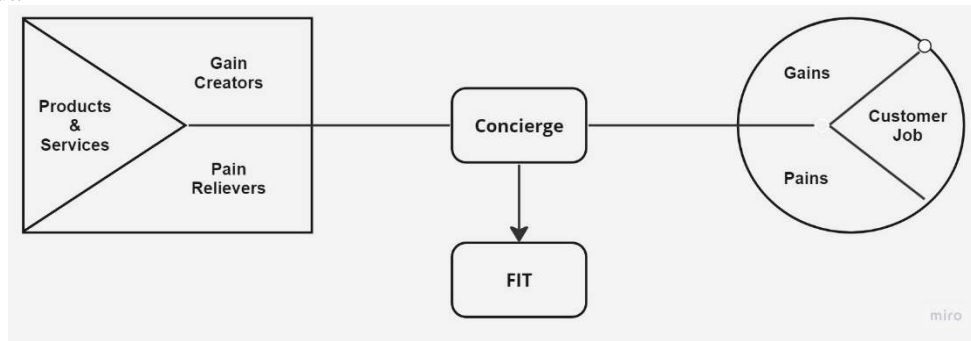 Products
&
Services
Gain
Creators
Pain
Relievers
Concierge
FIT
Gains
Pains
Customer
Job
miro